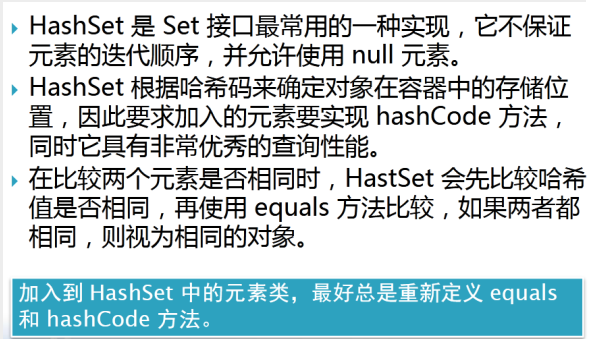 HashSet 是 Set 接口最常用的一种实现，它不保证
元素的迭代顺序，并允许使用 null 元素。
HashSet 根据哈希码来确定对象在容器中的存储位
置，因此要求加入的元素要实现 hashCode 方法，
同时它具有非常优秀的查询性能。
在比较两个元素是否相同时，HastSet 会先比较哈希
值是否相同，再使用 equals 方法比较，如果两者都
相同，则视为相同的对象。
加入到 HashSet 中的元素类，最好总是重新定义 equals
和 hashCode 方法。